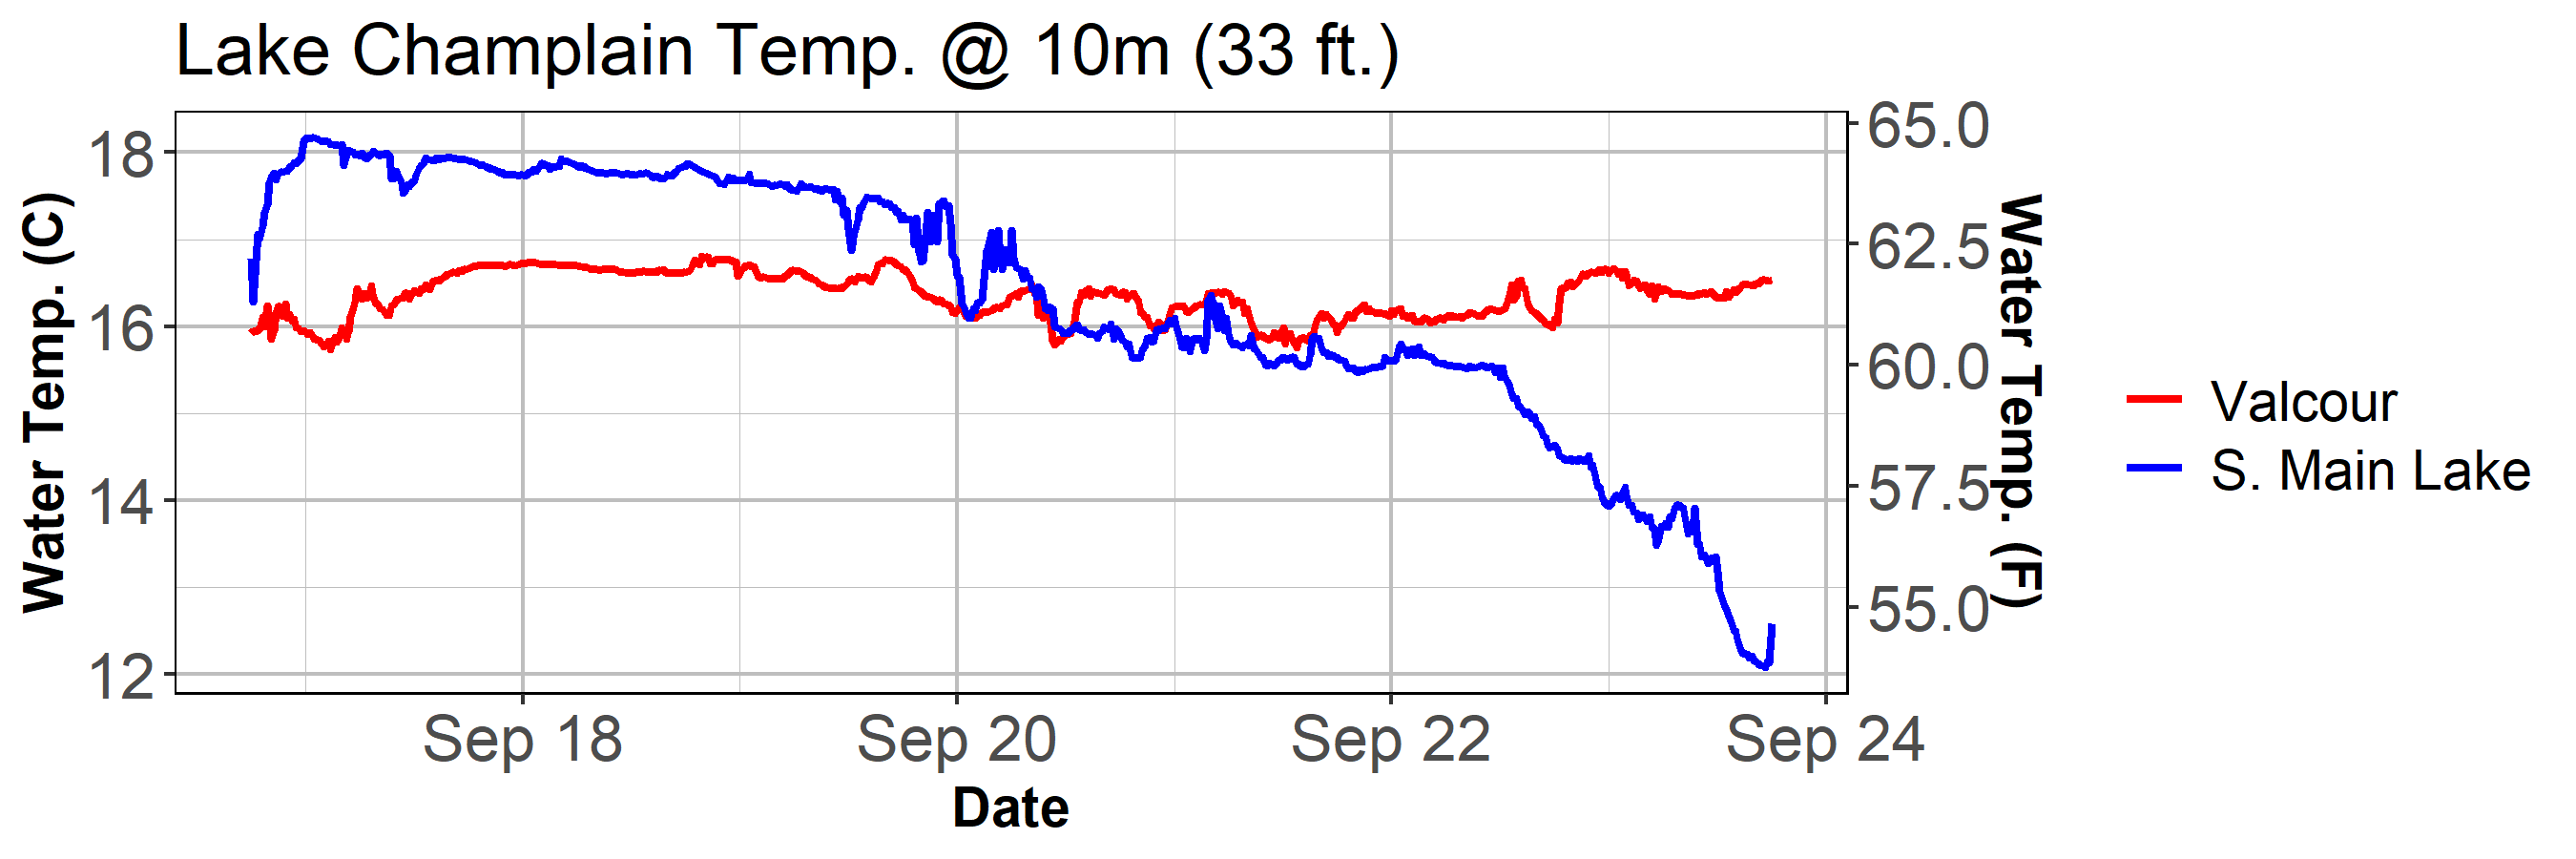 Lake Champlain Temp. @ 10m (33 ft.)
Water Temp. (C)
18
16
14
12
65.0
62.5
60.0
57.5
55.0
Water Temp. (F)
Sep 18
Sep 20
Sep 22
Sep 24
Date
Valcour
S. Main Lake